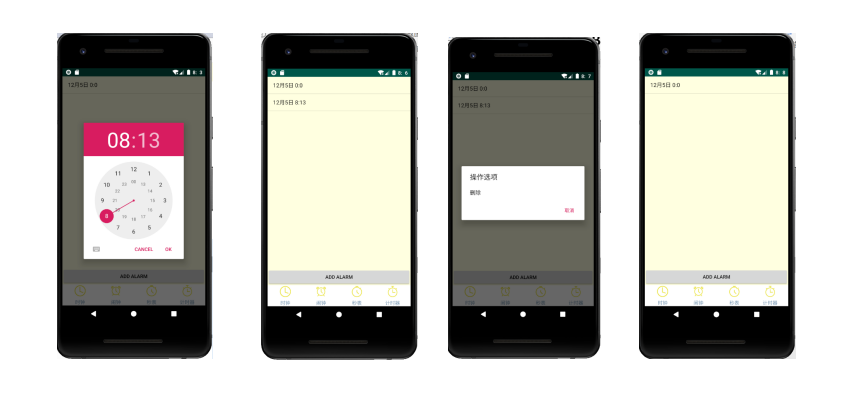 8: 3
12月5日 0:0
08:13
12
11 1
10 23 00 13 2
22 14
9 21 15 3
20 16
8 19 18 17 4
7 5
6
CANCEL OK
ADD ALARM
时钟 闹钟 秒表 计时器
8: 6
12月5日 0:0
12月5日 8:13
ADD ALARM
时钟 闹钟 秒表 计时器
8: 7
12月5日 0:0
12月5日 8:13
操作选项
删除
取消
ADD ALARM
时钟 闹钟 秒表 计时器
8: 8
12月5日 0:0
ADD ALARM
时钟 闹钟 秒表 计时器